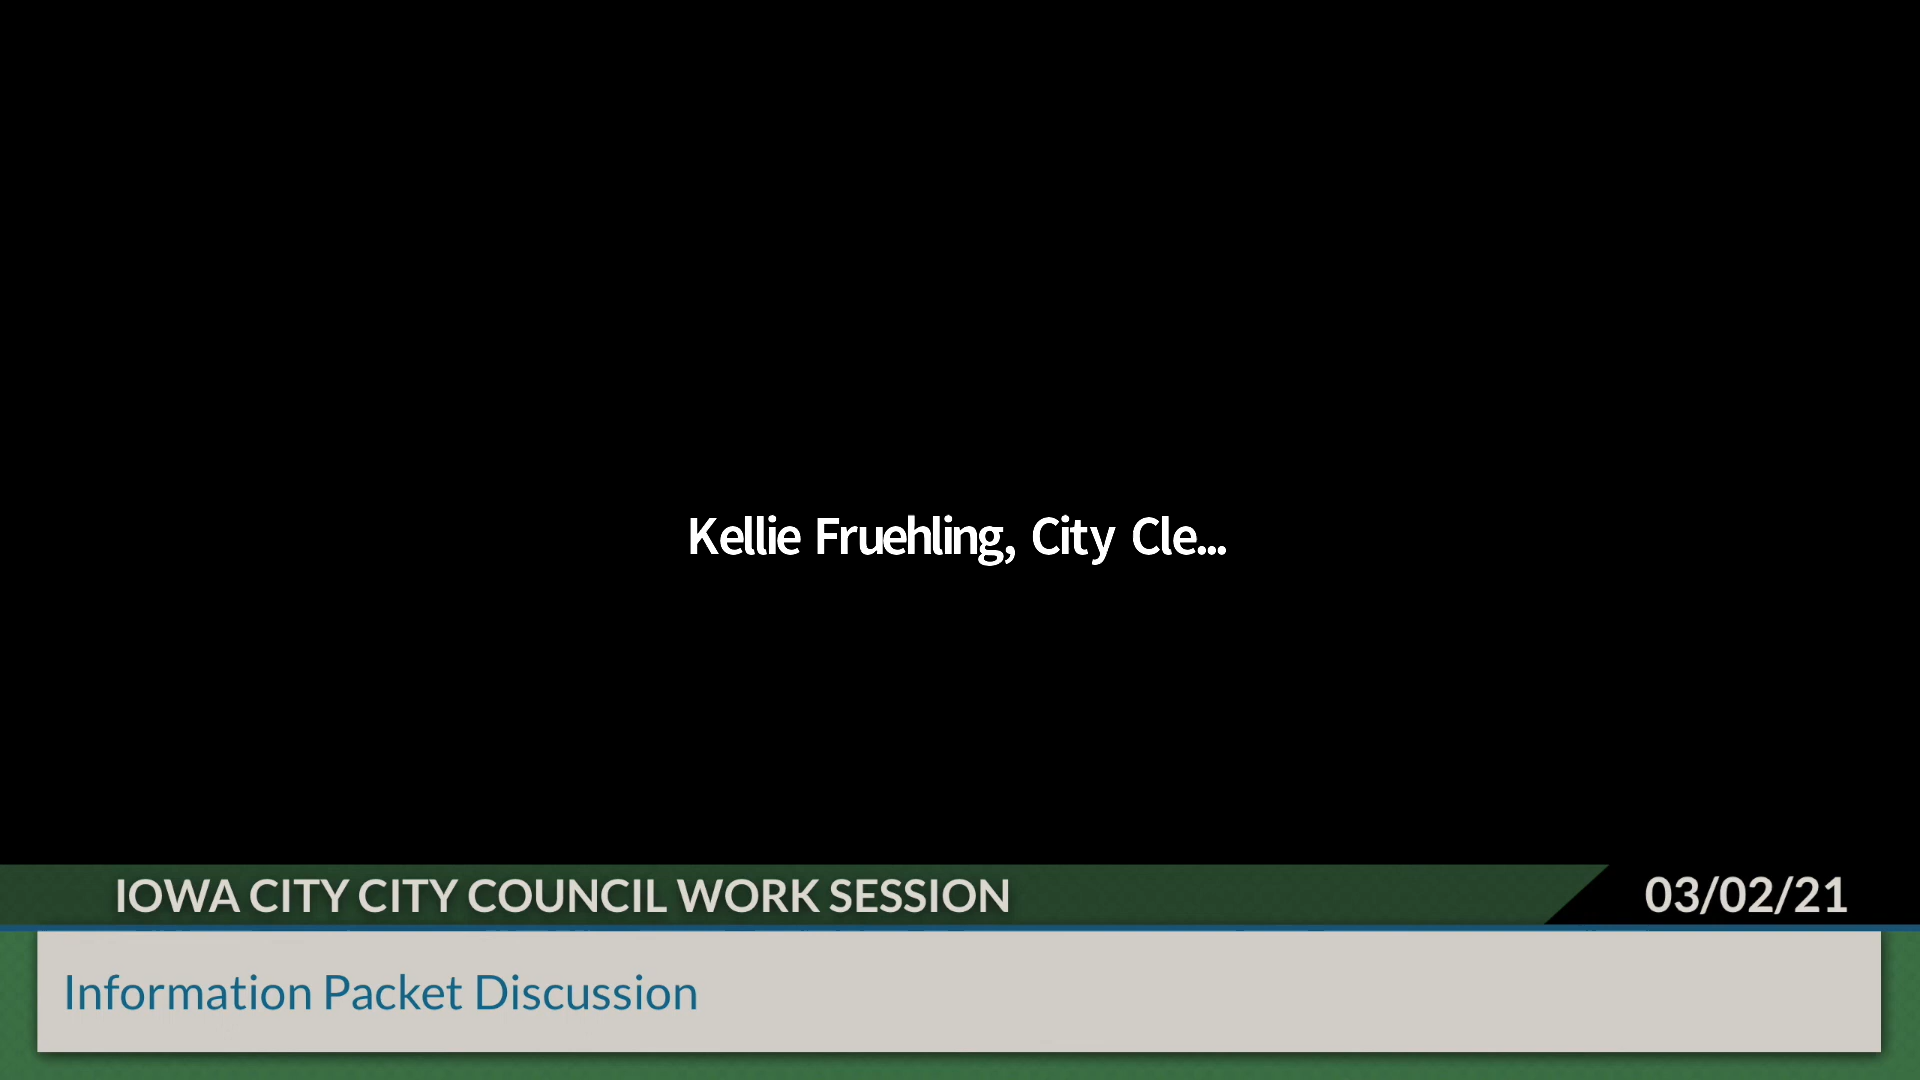 Kellie Fruehling, City Cle...
IOWA CITY CITY COUNCIL WORK SESSION
03/02/21
Information Packet Discussion